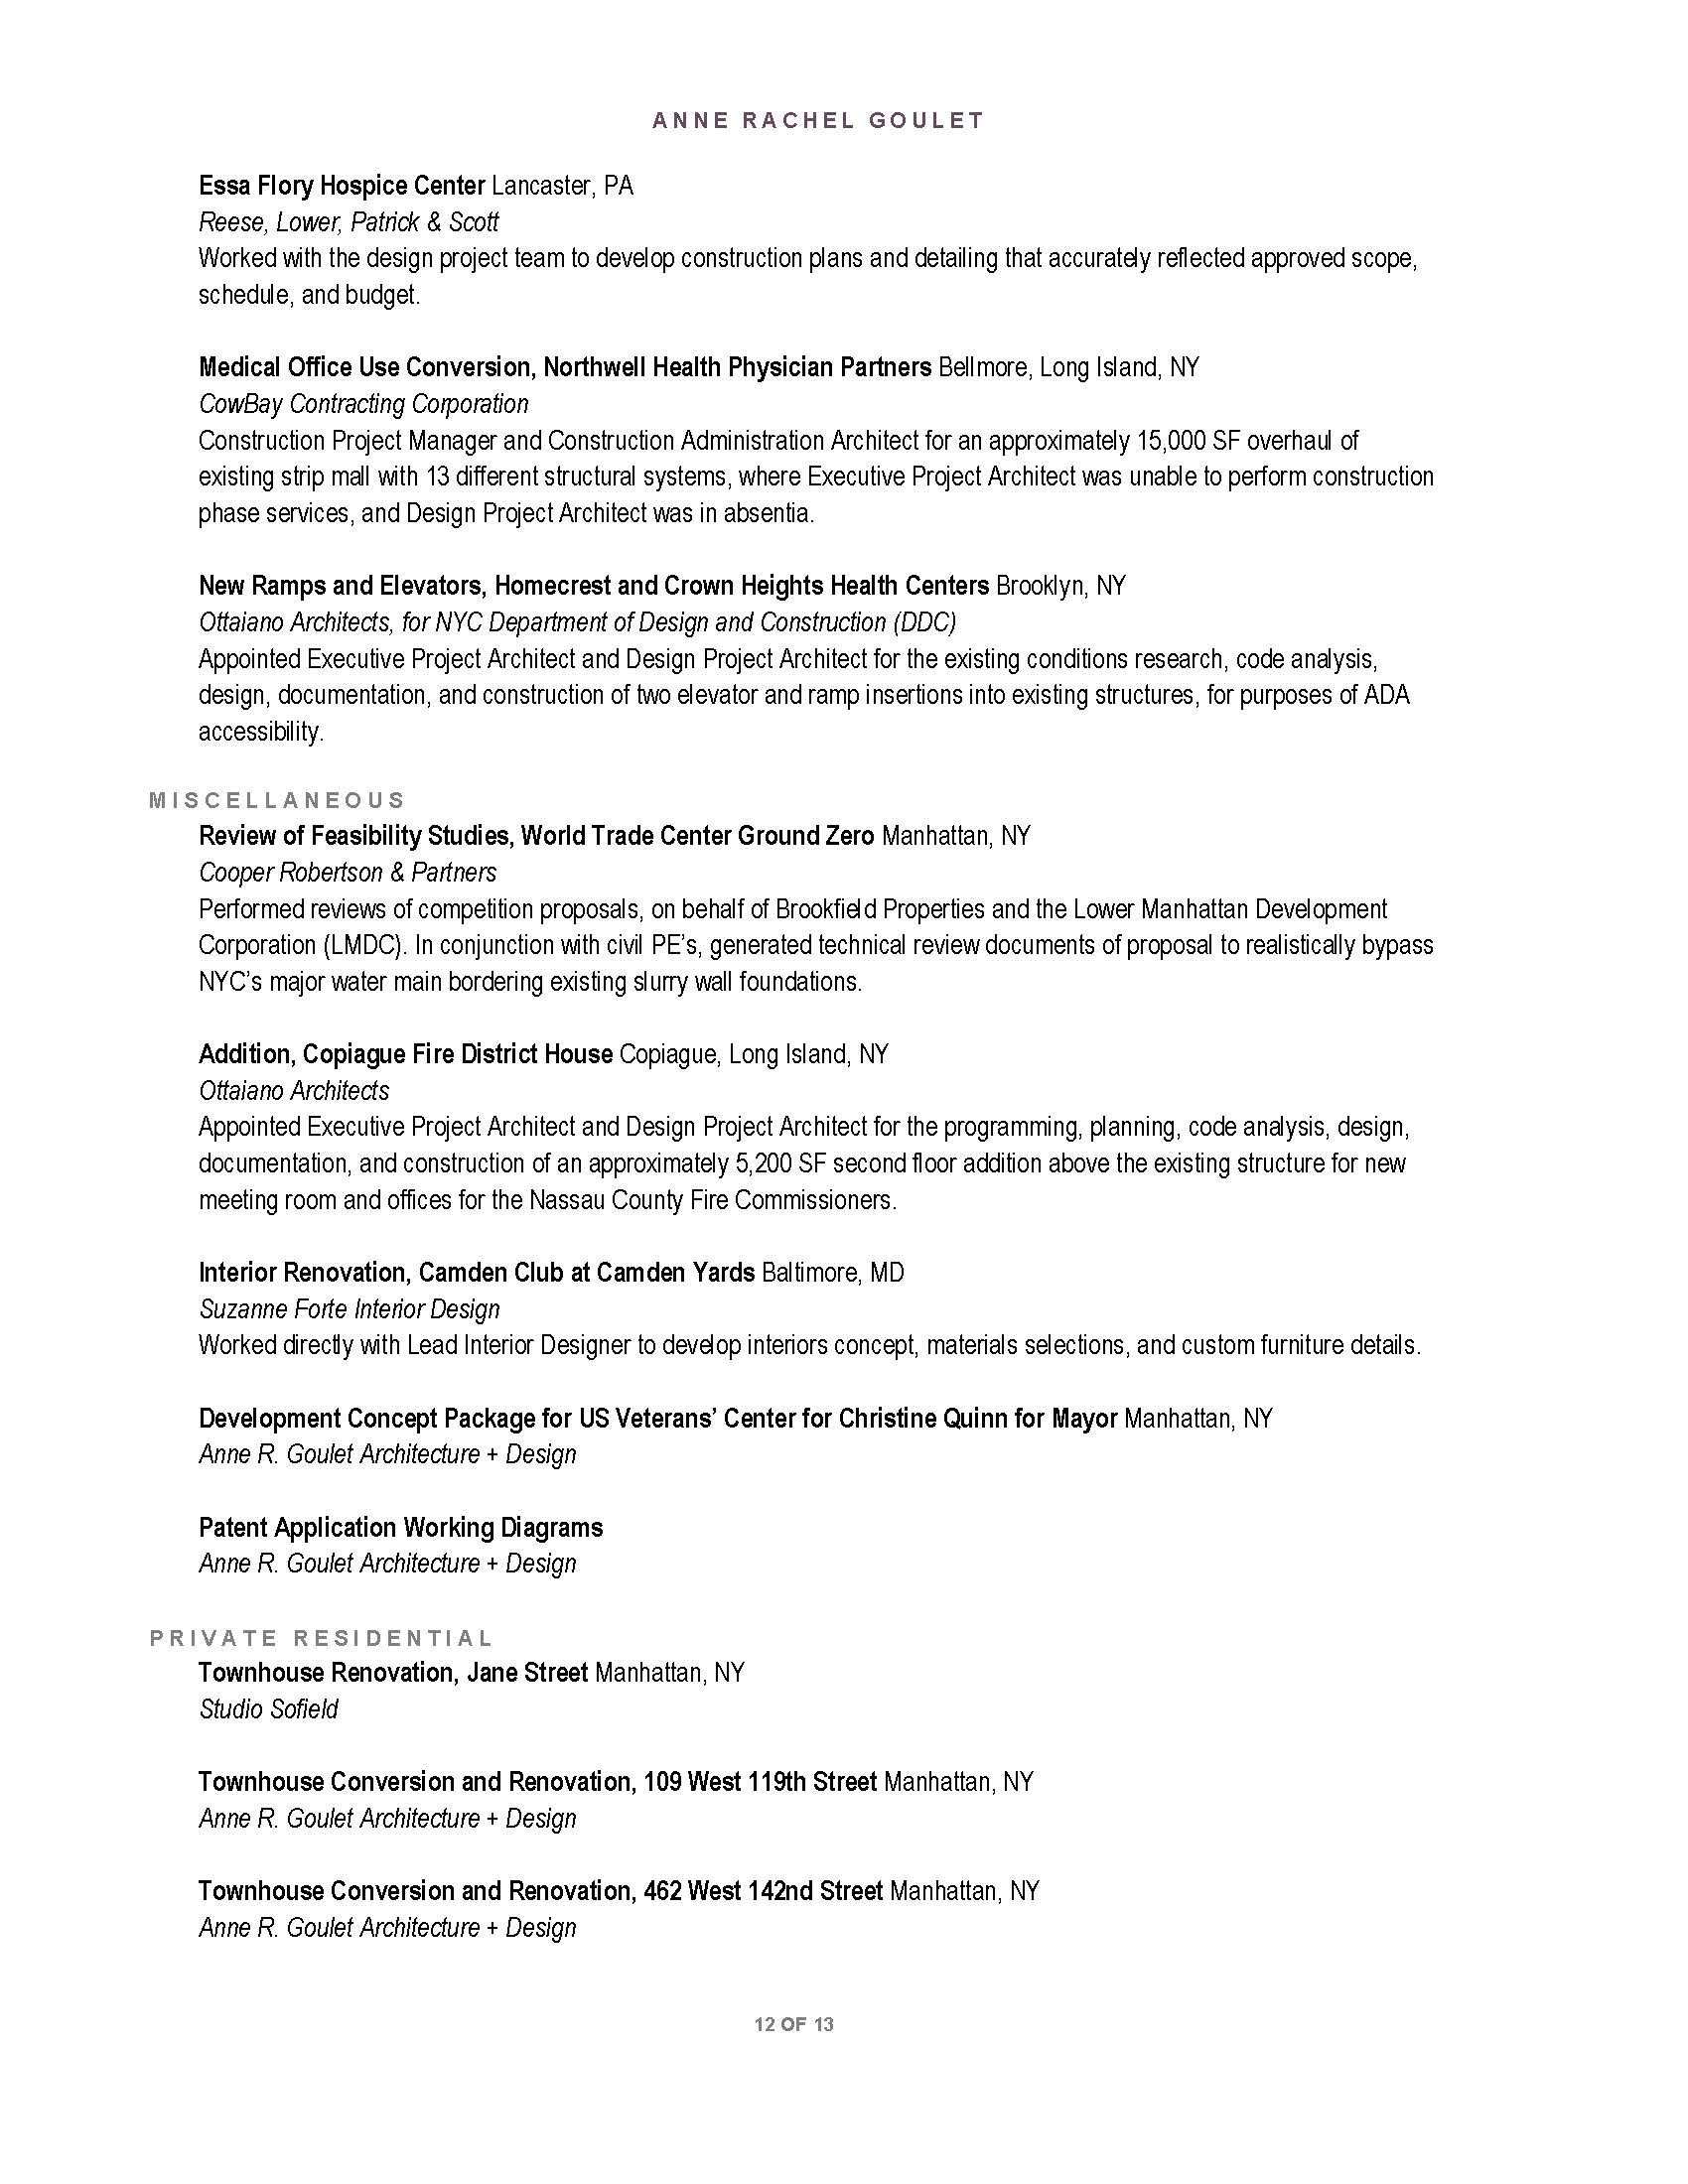 ANNE RACHEL GOULET
Essa Flory Hospice Center Lancaster, PA
Reese, Lower, Patrick & Scott
Worked with the design project team to develop construction plans and detailing that accurately reflected approved scope,
schedule, and budget.
Medical Office Use Conversion, Northwell Health Physician Partners Bellmore, Long Island, NY
CowBay Contracting Corporation
Construction Project Manager and Construction Administration Architect for an approximately 15,000 SF overhaul of
existing strip mall with 13 different structural systems, where Executive Project Architect was unable to perform construction
phase services, and Design Project Architect was in absentia.
New Ramps and Elevators, Homecrest and Crown Heights Health Centers Brooklyn, NY
Ottaiano Architects, for NYC Department of Design and Construction (DDC)
Appointed Executive Project Architect and Design Project Architect for the existing conditions research, code analysis,
design, documentation, and construction of two elevator and ramp insertions into existing structures, for purposes of ADA
accessibility.
MISCELLANEOUS
Review of Feasibility Studies, World Trade Center Ground Zero Manhattan, NY
Cooper Robertson & Partners
Performed reviews of competition proposals, on behalf of Brookfield Properties and the Lower Manhattan Development
Corporation (LMDC). In conjunction with civil PE’s, generated technical review documents of proposal to realistically bypass
NYC’s major water main bordering existing slurry wall foundations.
Addition, Copiague Fire District House Copiague, Long Island, NY
Ottaiano Architects
Appointed Executive Project Architect and Design Project Architect for the programming, planning, code analysis, design,
documentation, and construction of an approximately 5,200 SF second floor addition above the existing structure for new
meeting room and offices for the Nassau County Fire Commissioners.
Interior Renovation, Camden Club at Camden Yards Baltimore, MD
Suzanne Forte Interior Design
Worked directly with Lead Interior Designer to develop interiors concept, materials selections, and custom furniture details.
Development Concept Package for US Veterans’ Center for Christine Quinn for Mayor Manhattan, NY
Anne R. Goulet Architecture + Design
Patent Application Working Diagrams
Anne R. Goulet Architecture + Design
PRIVATE RESIDENTIAL
Townhouse Renovation, Jane Street Manhattan, NY
Studio Sofield
Townhouse Conversion and Renovation, 109 West 119th Street Manhattan, NY
Anne R. Goulet Architecture + Design
Townhouse Conversion and Renovation, 462 West 142nd Street Manhattan, NY
Anne R. Goulet Architecture + Design
12 OF 13